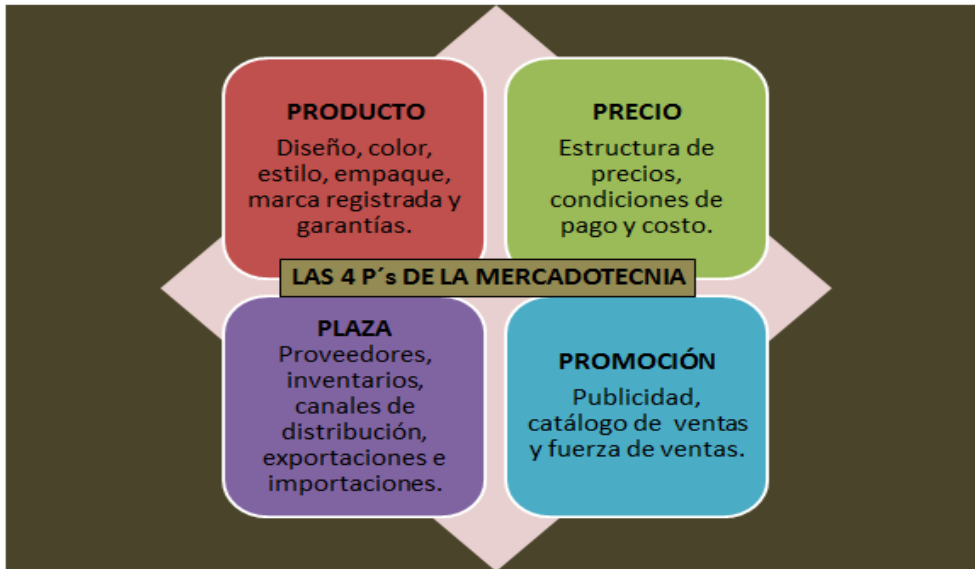 PRODUCTO
Diseño, color,
estilo, empaque,
marca registrada y
garantías.
PRECIO
Estructura de
precios,
condiciones de
pago y costo.
LAS 4 P´s DE LA MERCADOTECNIA
PLAZA
Proveedores,
inventarios,
canales de
distribución,
exportaciones e
importaciones.
PROMOCIÓN
Publicidad,
catálogo de  ventas
y fuerza de ventas.